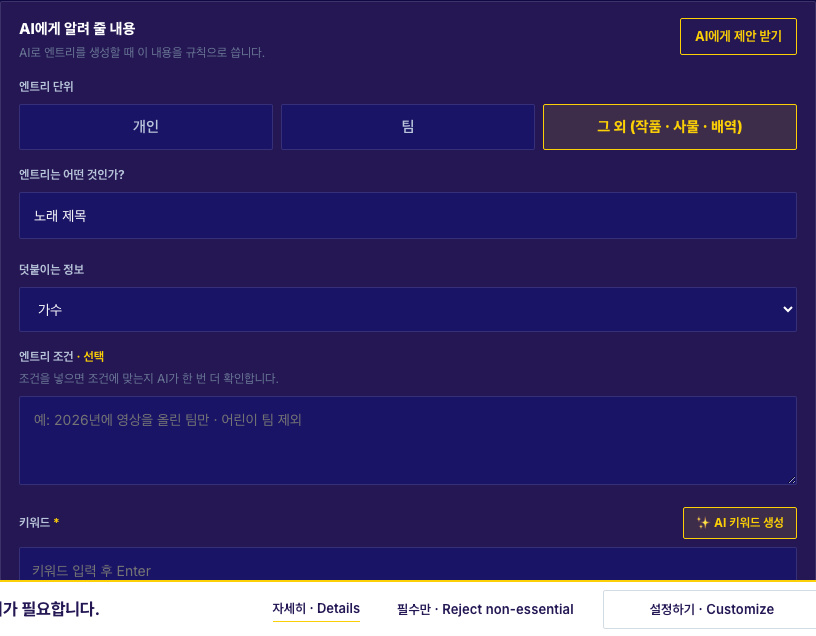 AI에게 알려 줄 내용
AI에게 제안 받기
AI로 엔트리를 생성할 때 이 내용을 규칙으로 씁니다.
엔트리 단위
개인
팀
그 외 (작품 · 사물 · 배역)
엔트리는 어떤 것인가?
노래 제목
덧붙이는 정보
가수
엔트리 조건 · 선택
조건을 넣으면 조건에 맞는지 AI가 한 번 더 확인합니다.
예: 2026년에 영상을 올린 팀만 · 어린이 팀 제외
키워드 *
✨ AI 키워드 생성
키워드 입력 후 Enter
가 필요합니다.
자세히 · Details
필수만 · Reject non-essential
설정하기 · Customize